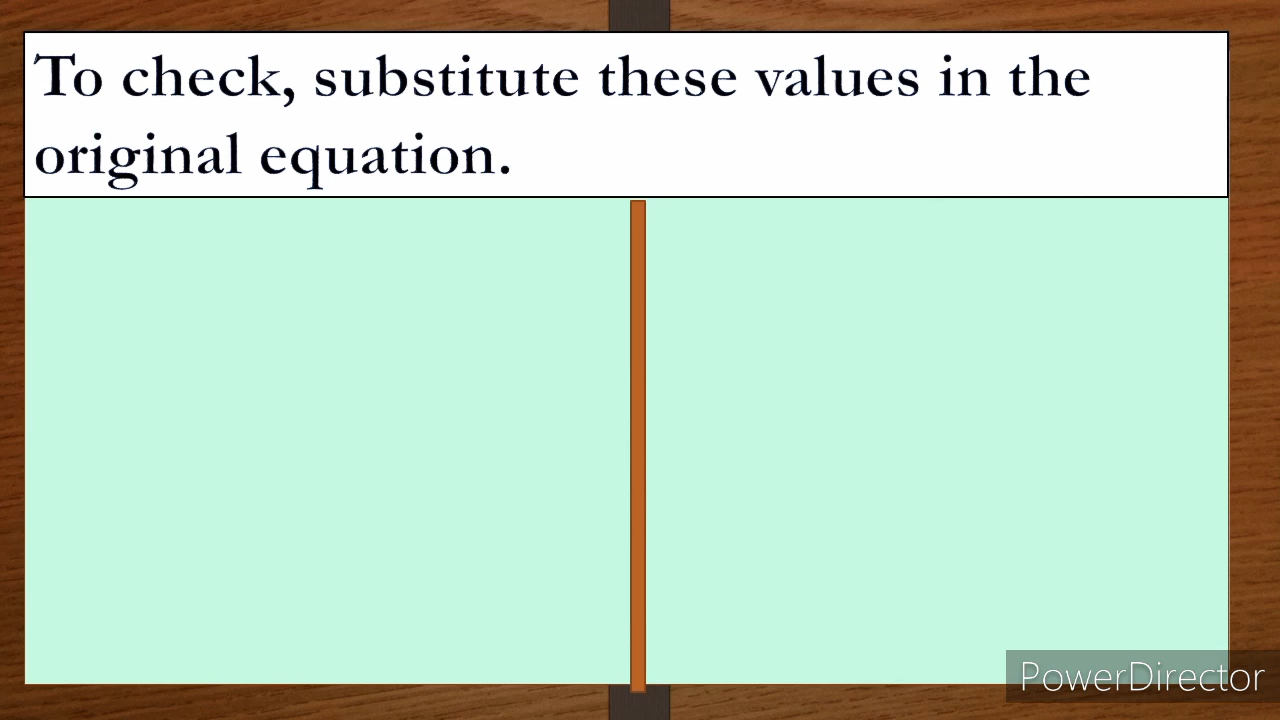 To check, substitute these values in the
original equation.
PowerDirector